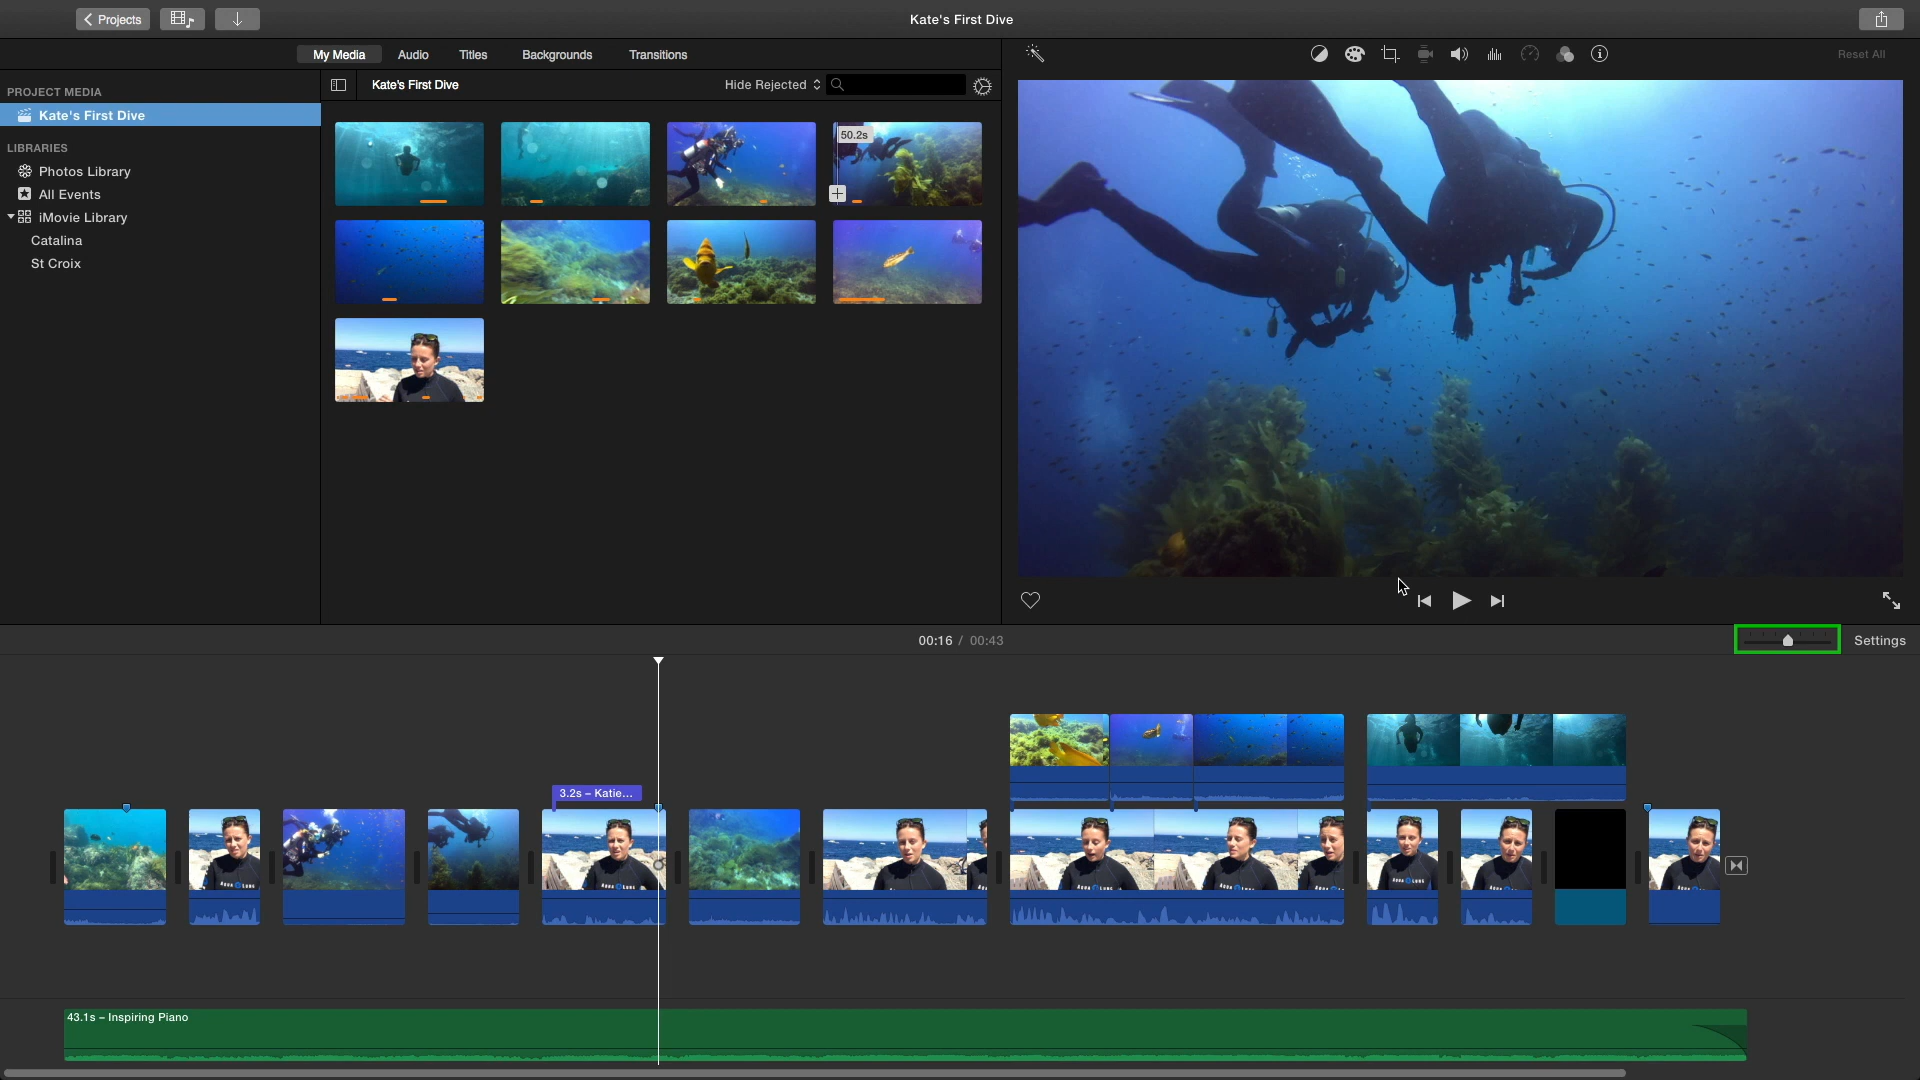 Projects
Kate's First Dive
My Media
Audio
Titles
Backgrounds
Transitions
Reset All
PROJECT MEDIA
Kate's First Dive
Kate's First Dive
Hide Rejected
LIBRARIES
Photos Library
All Events
iMovie Library
Catalina
St Croix
50.2s
00:16 / 00:43
Settings
3.2s – Katie...
AQUA LUNG
43.1s – Inspiring Piano